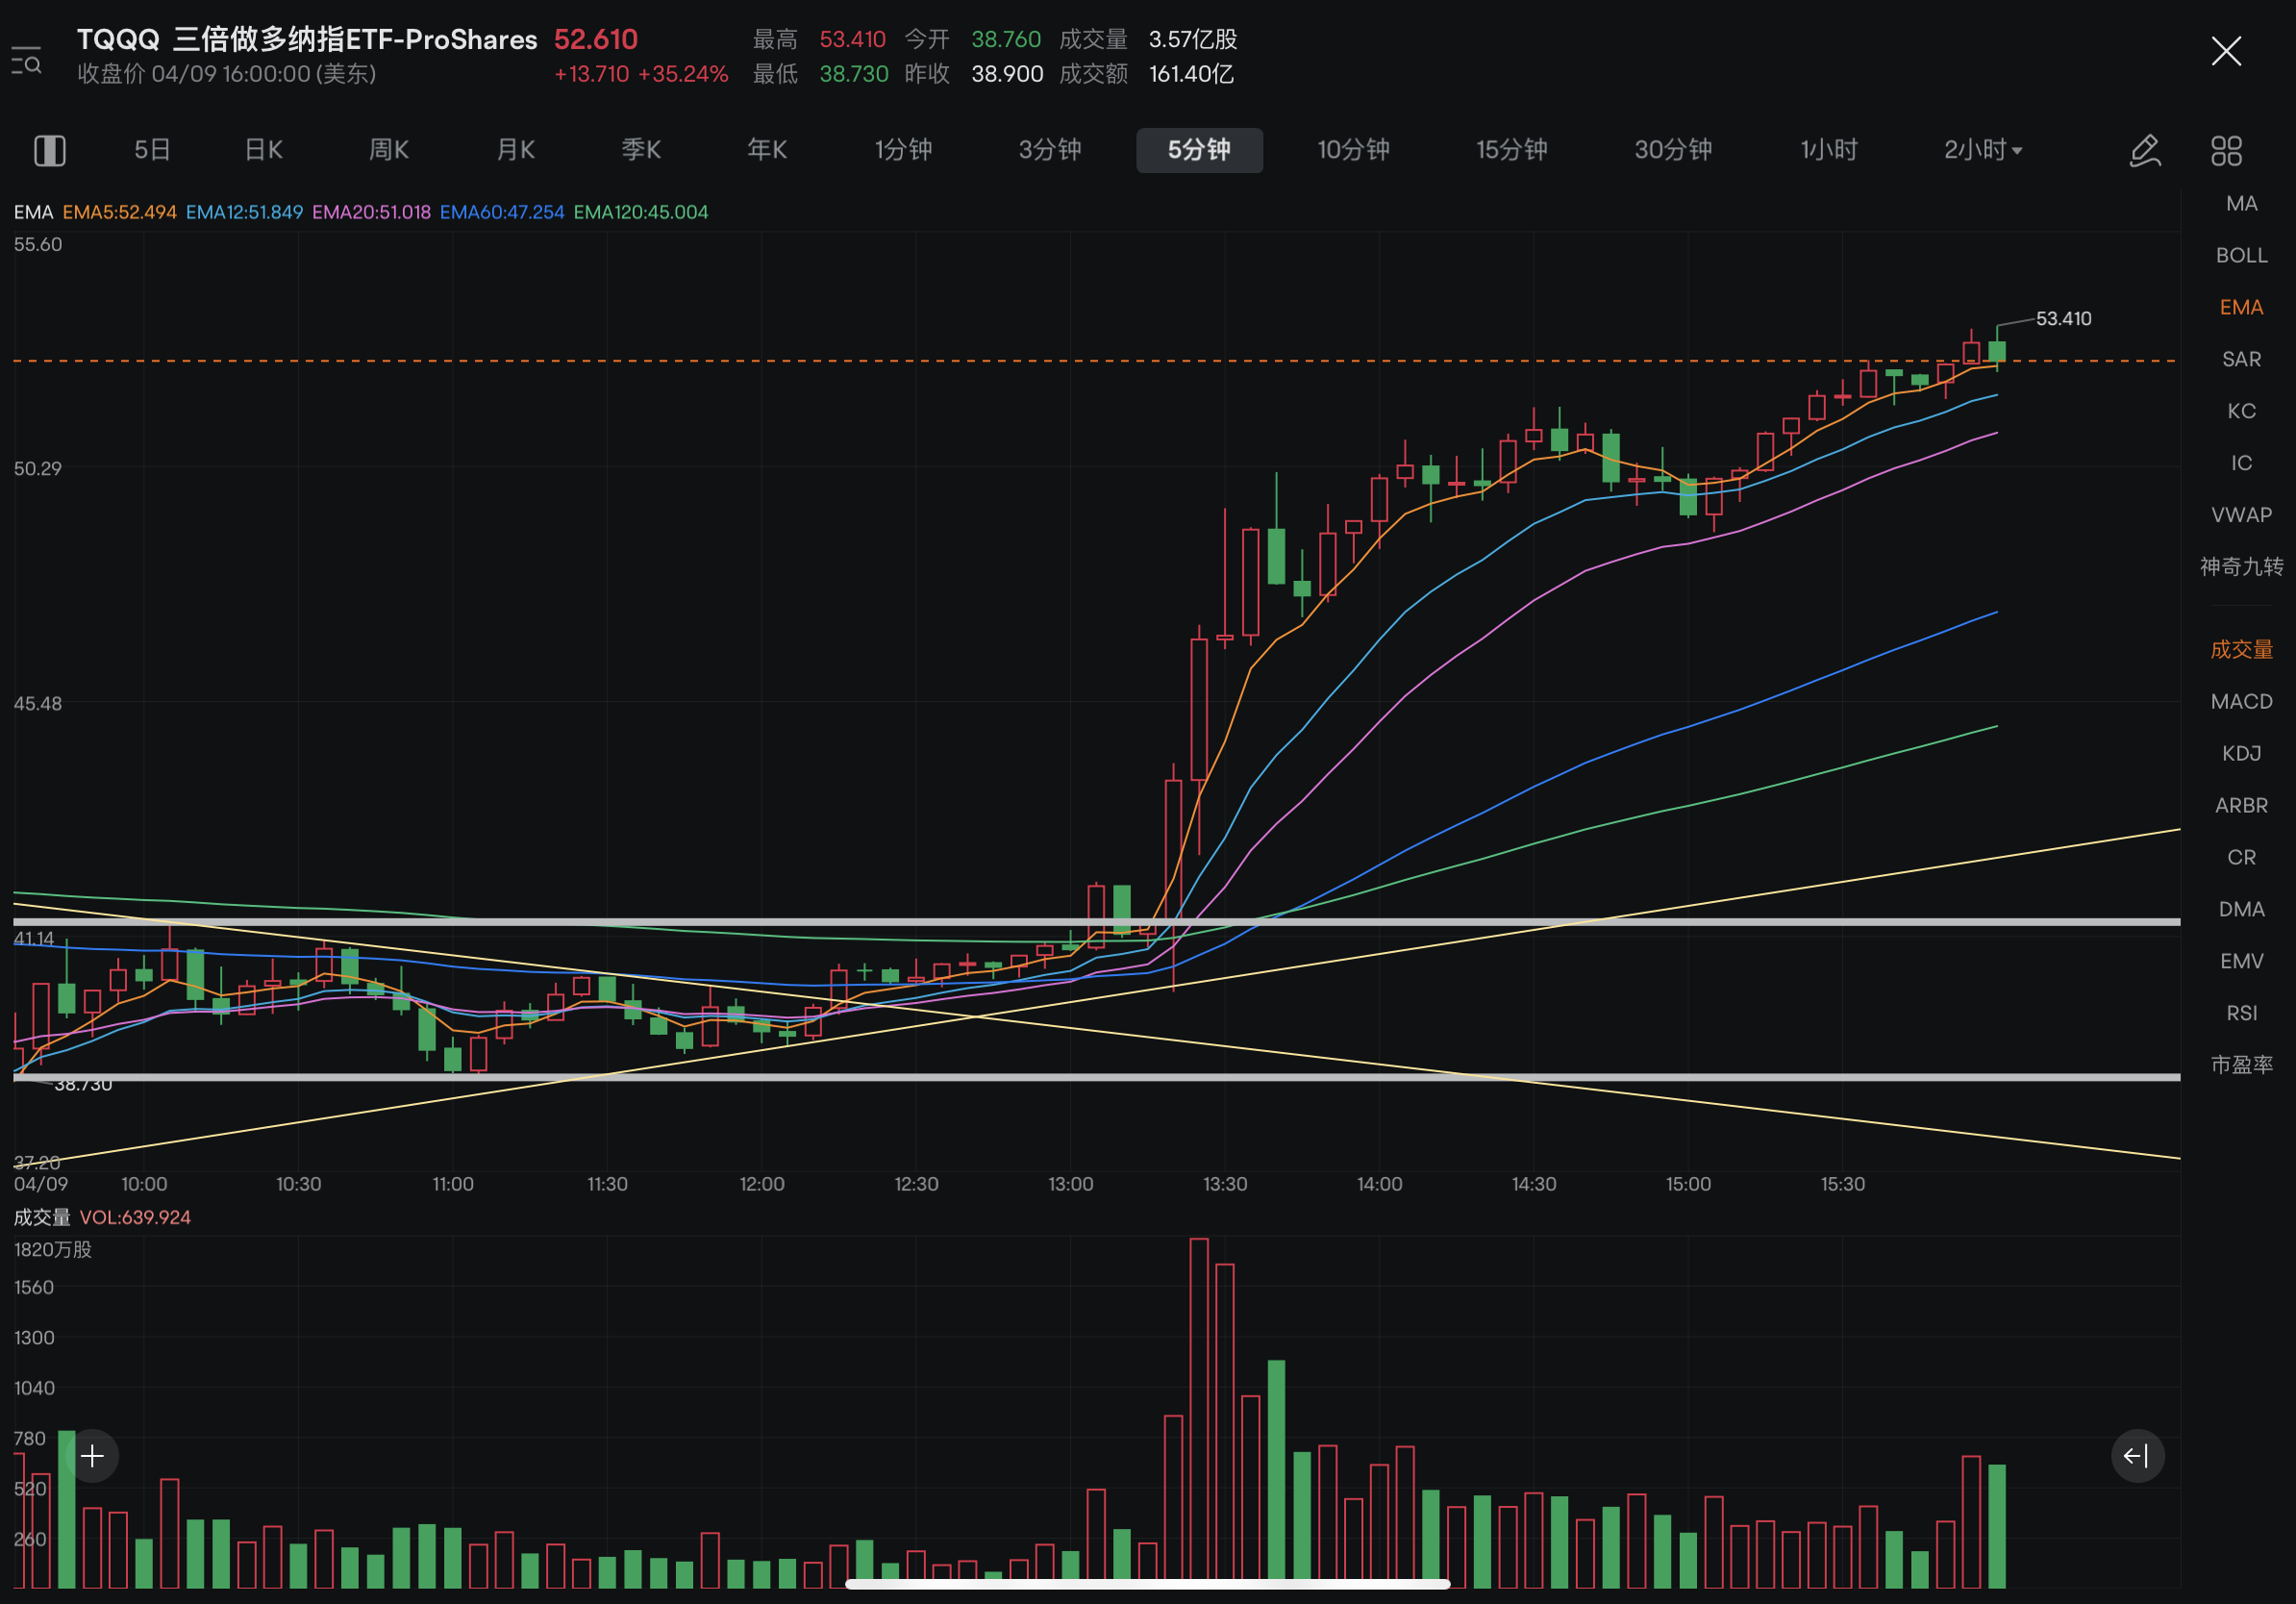 TQQQ 三倍做多纳指ETF-ProShares 52.610 最高 53.410 今开 38.760 成交量 3.57亿股
收盘价 04/09 16:00:00 (美东) +13.710 +35.24% 最低 38.730 昨收 38.900 成交额 161.40亿
5日 日K 周K 月K 季K 年K 1分钟 3分钟 5分钟 10分钟 15分钟 30分钟 1小时 2小时
EMA EMA5:52.494 EMA12:51.849 EMA20:51.018 EMA60:47.254 EMA120:45.004
MA
55.60
BOLL
EMA
53.410
SAR
KC
50.29
IC
VWAP
神奇九转
成交量
45.48
MACD
KDJ
ARBR
CR
DMA
41.14
EMV
RSI
市盈率
38.730
37.20
04/09 10:00 10:30 11:00 11:30 12:00 12:30 13:00 13:30 14:00 14:30 15:00 15:30
成交量 VOL:639.924
1820万股
1560
1300
1040
780
520
260